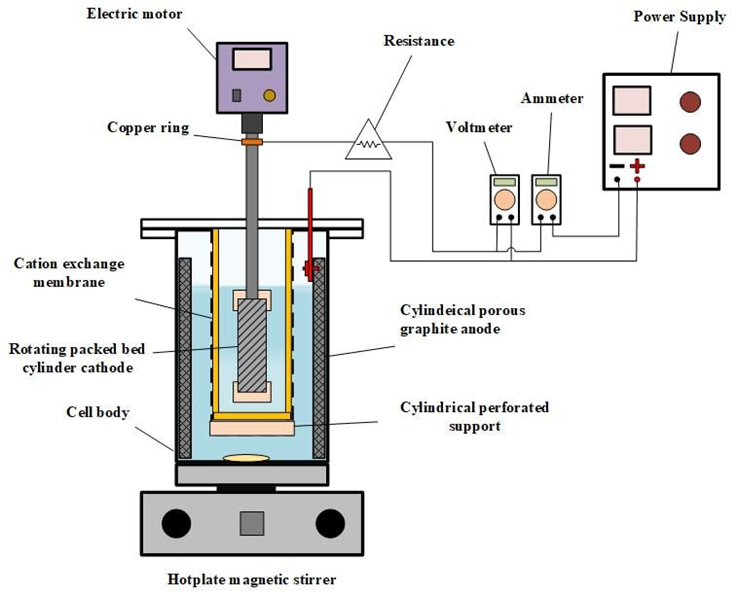 Electric motor
Power Supply
Resistance
Ammeter
Copper ring
Voltmeter
Cation exchange
membrane
Cylindeical porous
graphite anode
Rotating packed bed
cylinder cathode
Cell body
Cylindrical perforated
support
Hotplate magnetic stirrer